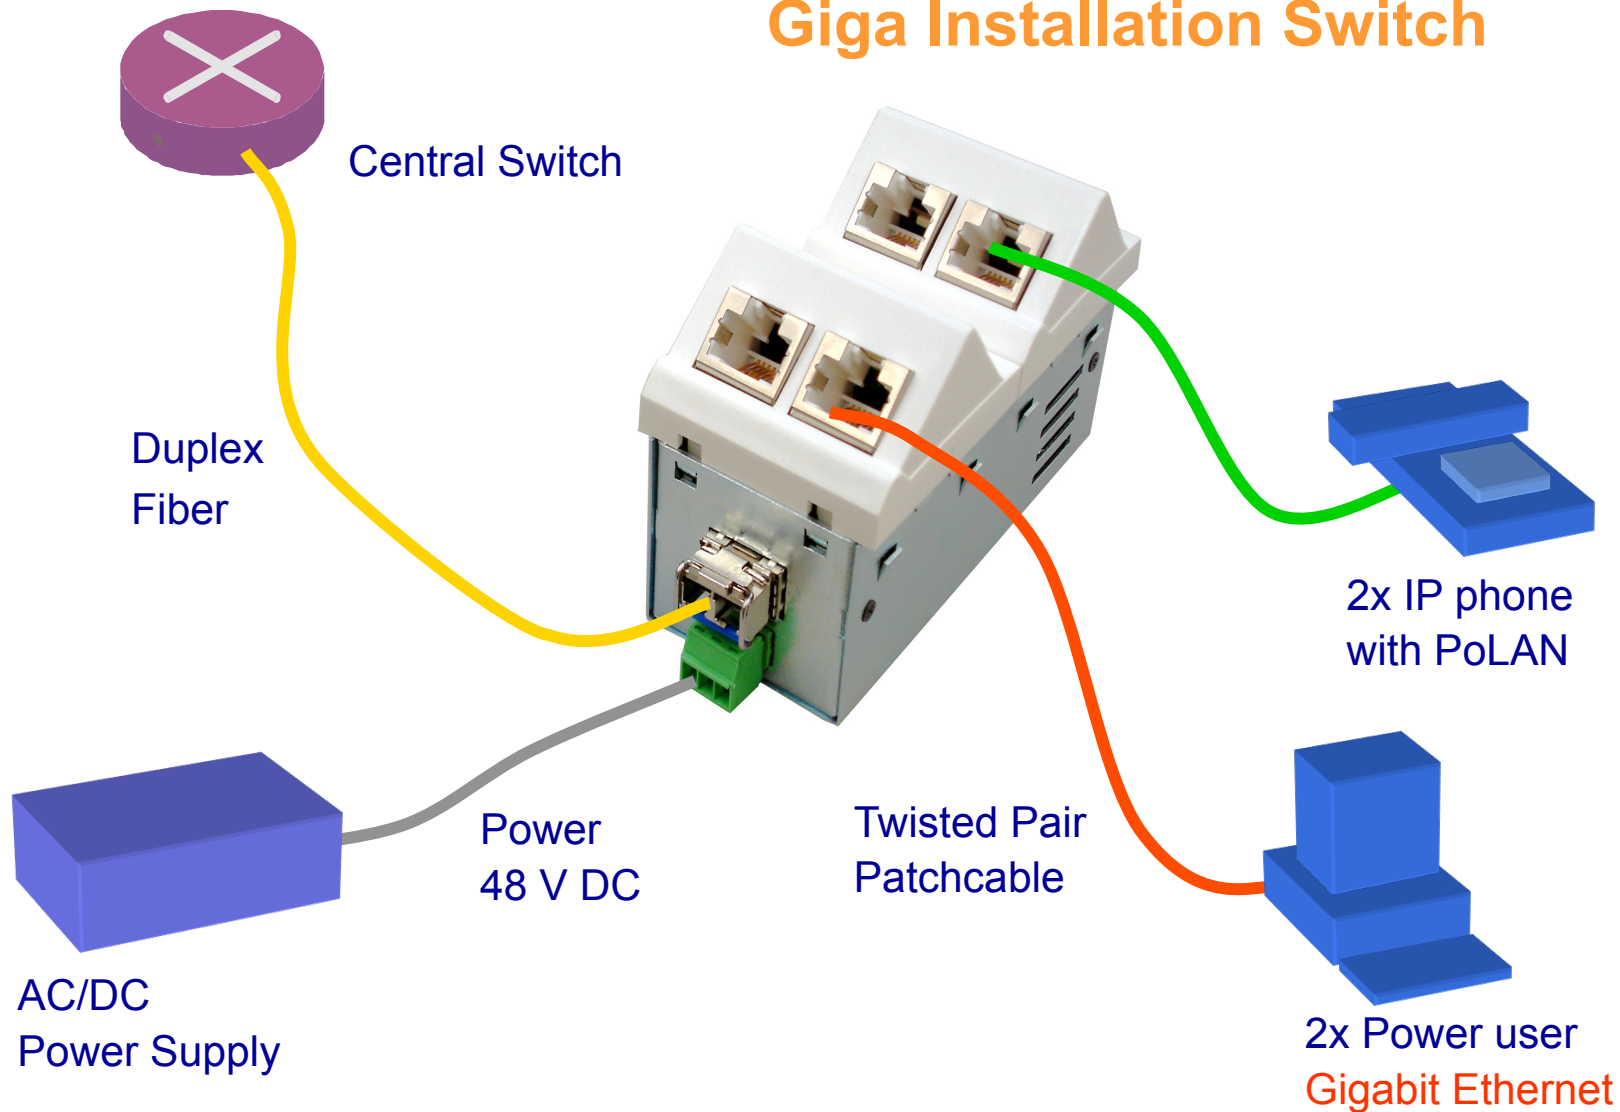 Giga Installation Switch
Central Switch
Duplex
Fiber
2x IP phone
with PoLAN
Power
48 V DC
Twisted Pair
Patchcable
AC/DC
Power Supply
2x Power user
Gigabit Ethernet